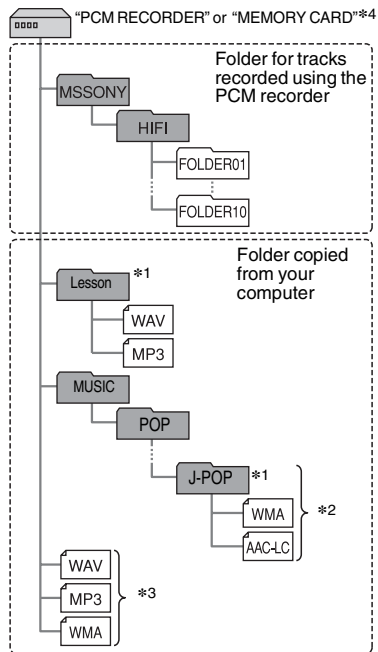 “PCM RECORDER” or “MEMORY CARD”*4
Folder for tracks
recorded using the
PCM recorder
MSSONY
HIFI
FOLDER01
FOLDER10
Folder copied
from your
computer
Lesson *1
WAV
MP3
MUSIC
POP
J-POP *1
*2
WMA
AAC-LC
WAV
MP3 *3
WMA